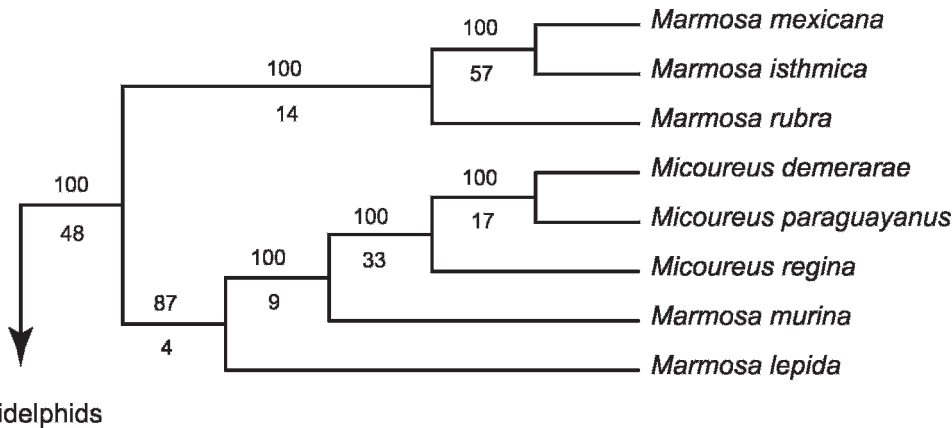 Marmosa mexicana
100
57
Marmosa isthmica
100
14
Marmosa rubra
Micoureus demerarae
100
17
Micoureus paraguayanus
100
48
100
33
Micoureus regina
100
9
Marmosa murina
87
4
Marmosa lepida
idelphids